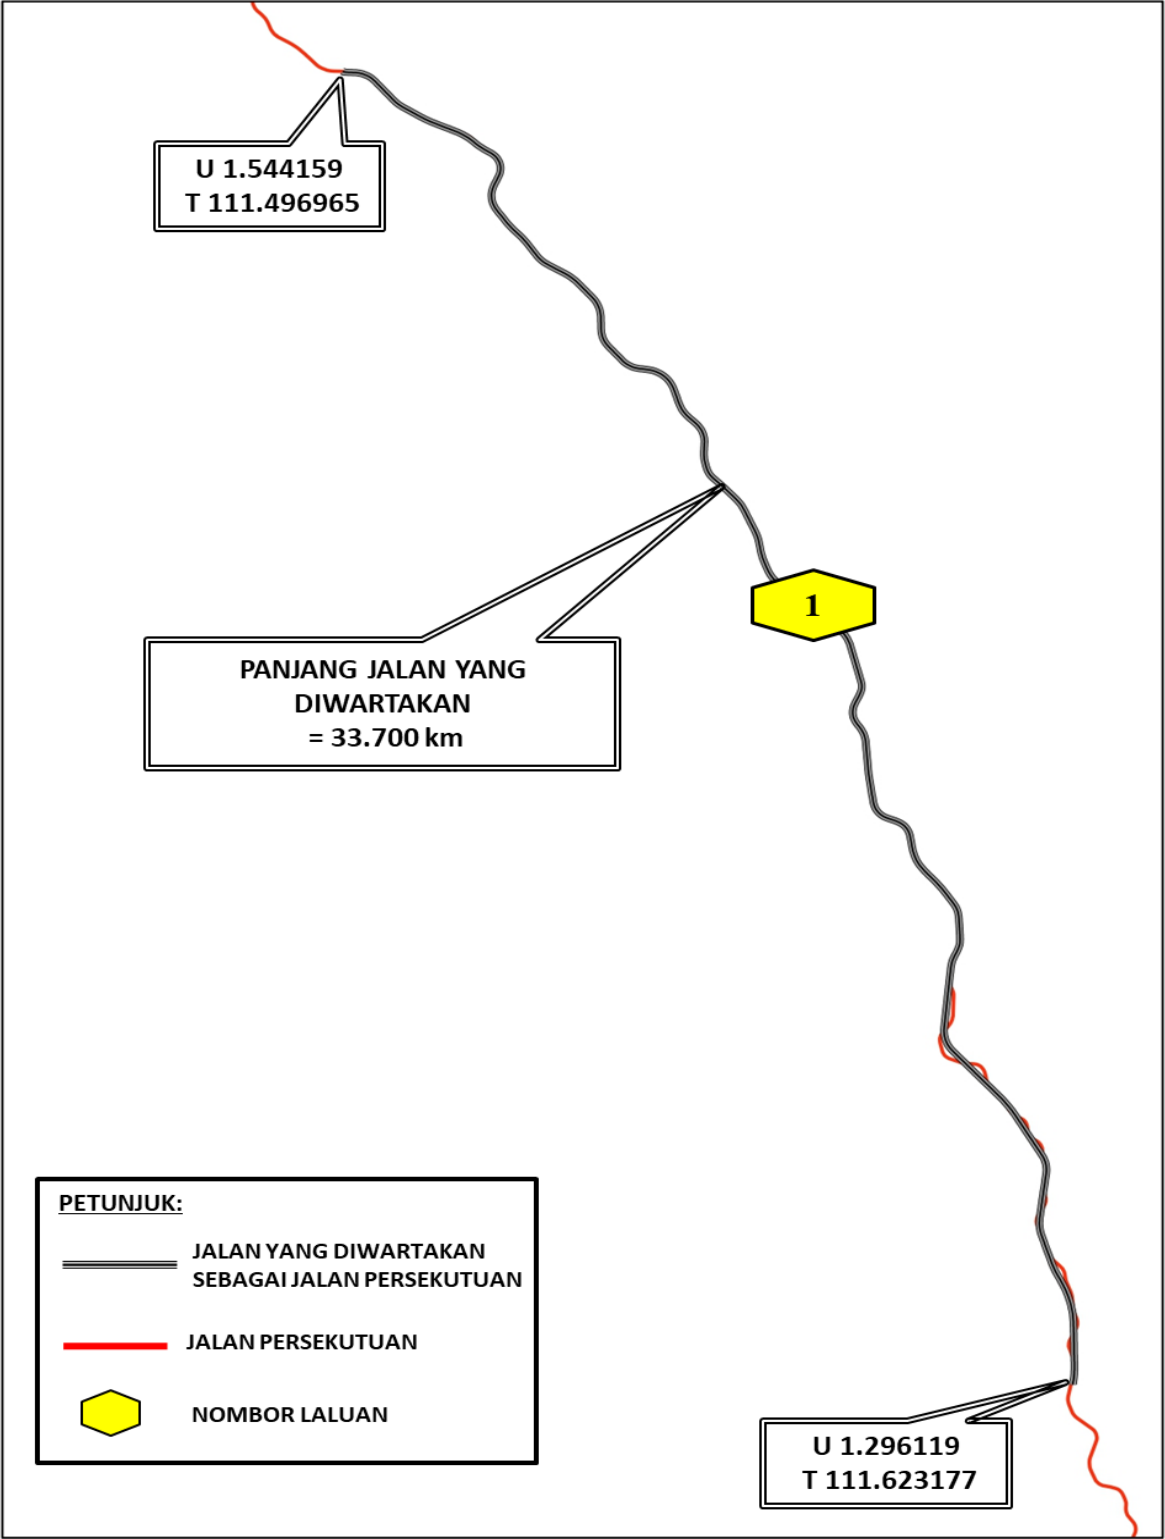 U 1.544159
T 111.496965
1
PANJANG JALAN YANG
DIWARTAKAN
= 33.700 km
PETUNJUK:
JALAN YANG DIWARTAKAN
SEBAGAI JALAN PERSEKUTUAN
JALAN PERSEKUTUAN
NOMBOR LALUAN
U 1.296119
T 111.623177